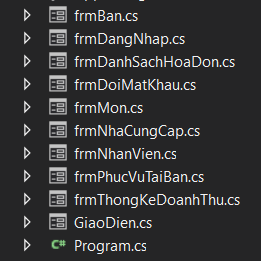 frmBan.cs
frmDangNhap.cs
frmDanhSachHoaDon.cs
frmDoiMatKhau.cs
frmMon.cs
frmNhaCungCap.cs
frmNhanVien.cs
frmPhucVuTaiBan.cs
frmThongKeDoanhThu.cs
GiaoDien.cs
C# Program.cs